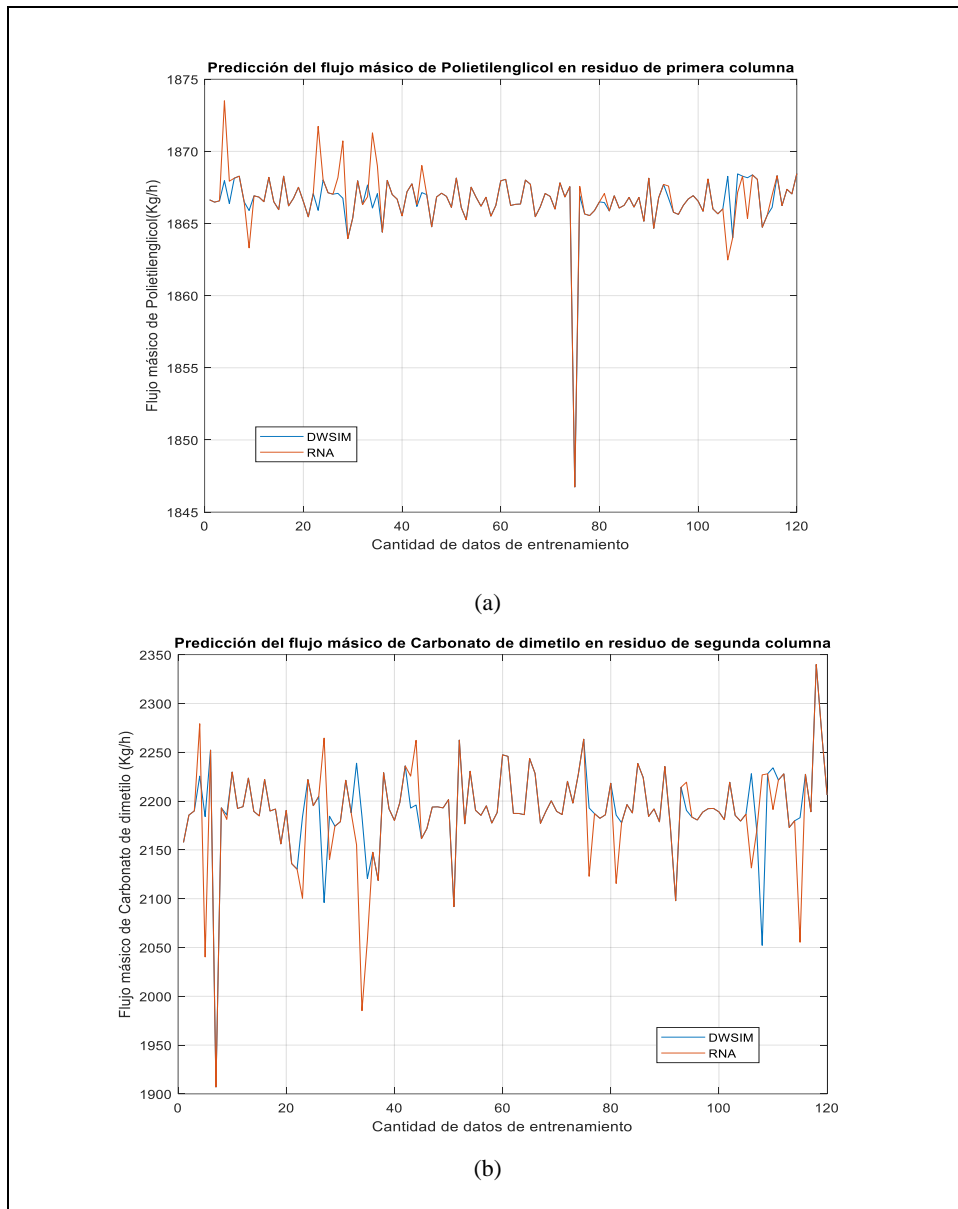 Predicción del flujo másico de Polietilenglicol en residuo de primera columna
1875
1870
1865
1860
1855
1850
1845
Flujo másico de Polietilenglicol(Kg/h)
DWSIM
RNA
0 20 40 60 80 100 120
Cantidad de datos de entrenamiento
(a)
Predicción del flujo másico de Carbonato de dimetilo en residuo de segunda columna
2350
2300
2250
2200
2150
2100
2050
2000
1950
1900
Flujo másico de Carbonato de dimetilo (Kg/h)
DWSIM
RNA
0 20 40 60 80 100 120
Cantidad de datos de entrenamiento
(b)